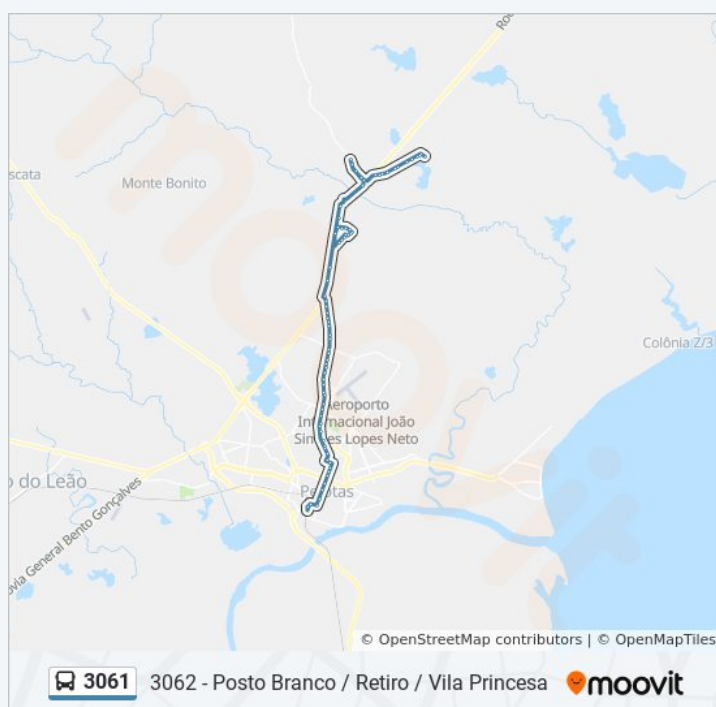 Ro
scata
Monte Bonito
moovit
Colônia Z/3
Aeroporto
Internacional João
Simões Lopes Neto
o do Leão
Pelotas
ovia General Bento Gonçalves
© OpenStreetMap contributors | © OpenMapTiles
3061 3062 - Posto Branco / Retiro / Vila Princesa moovit